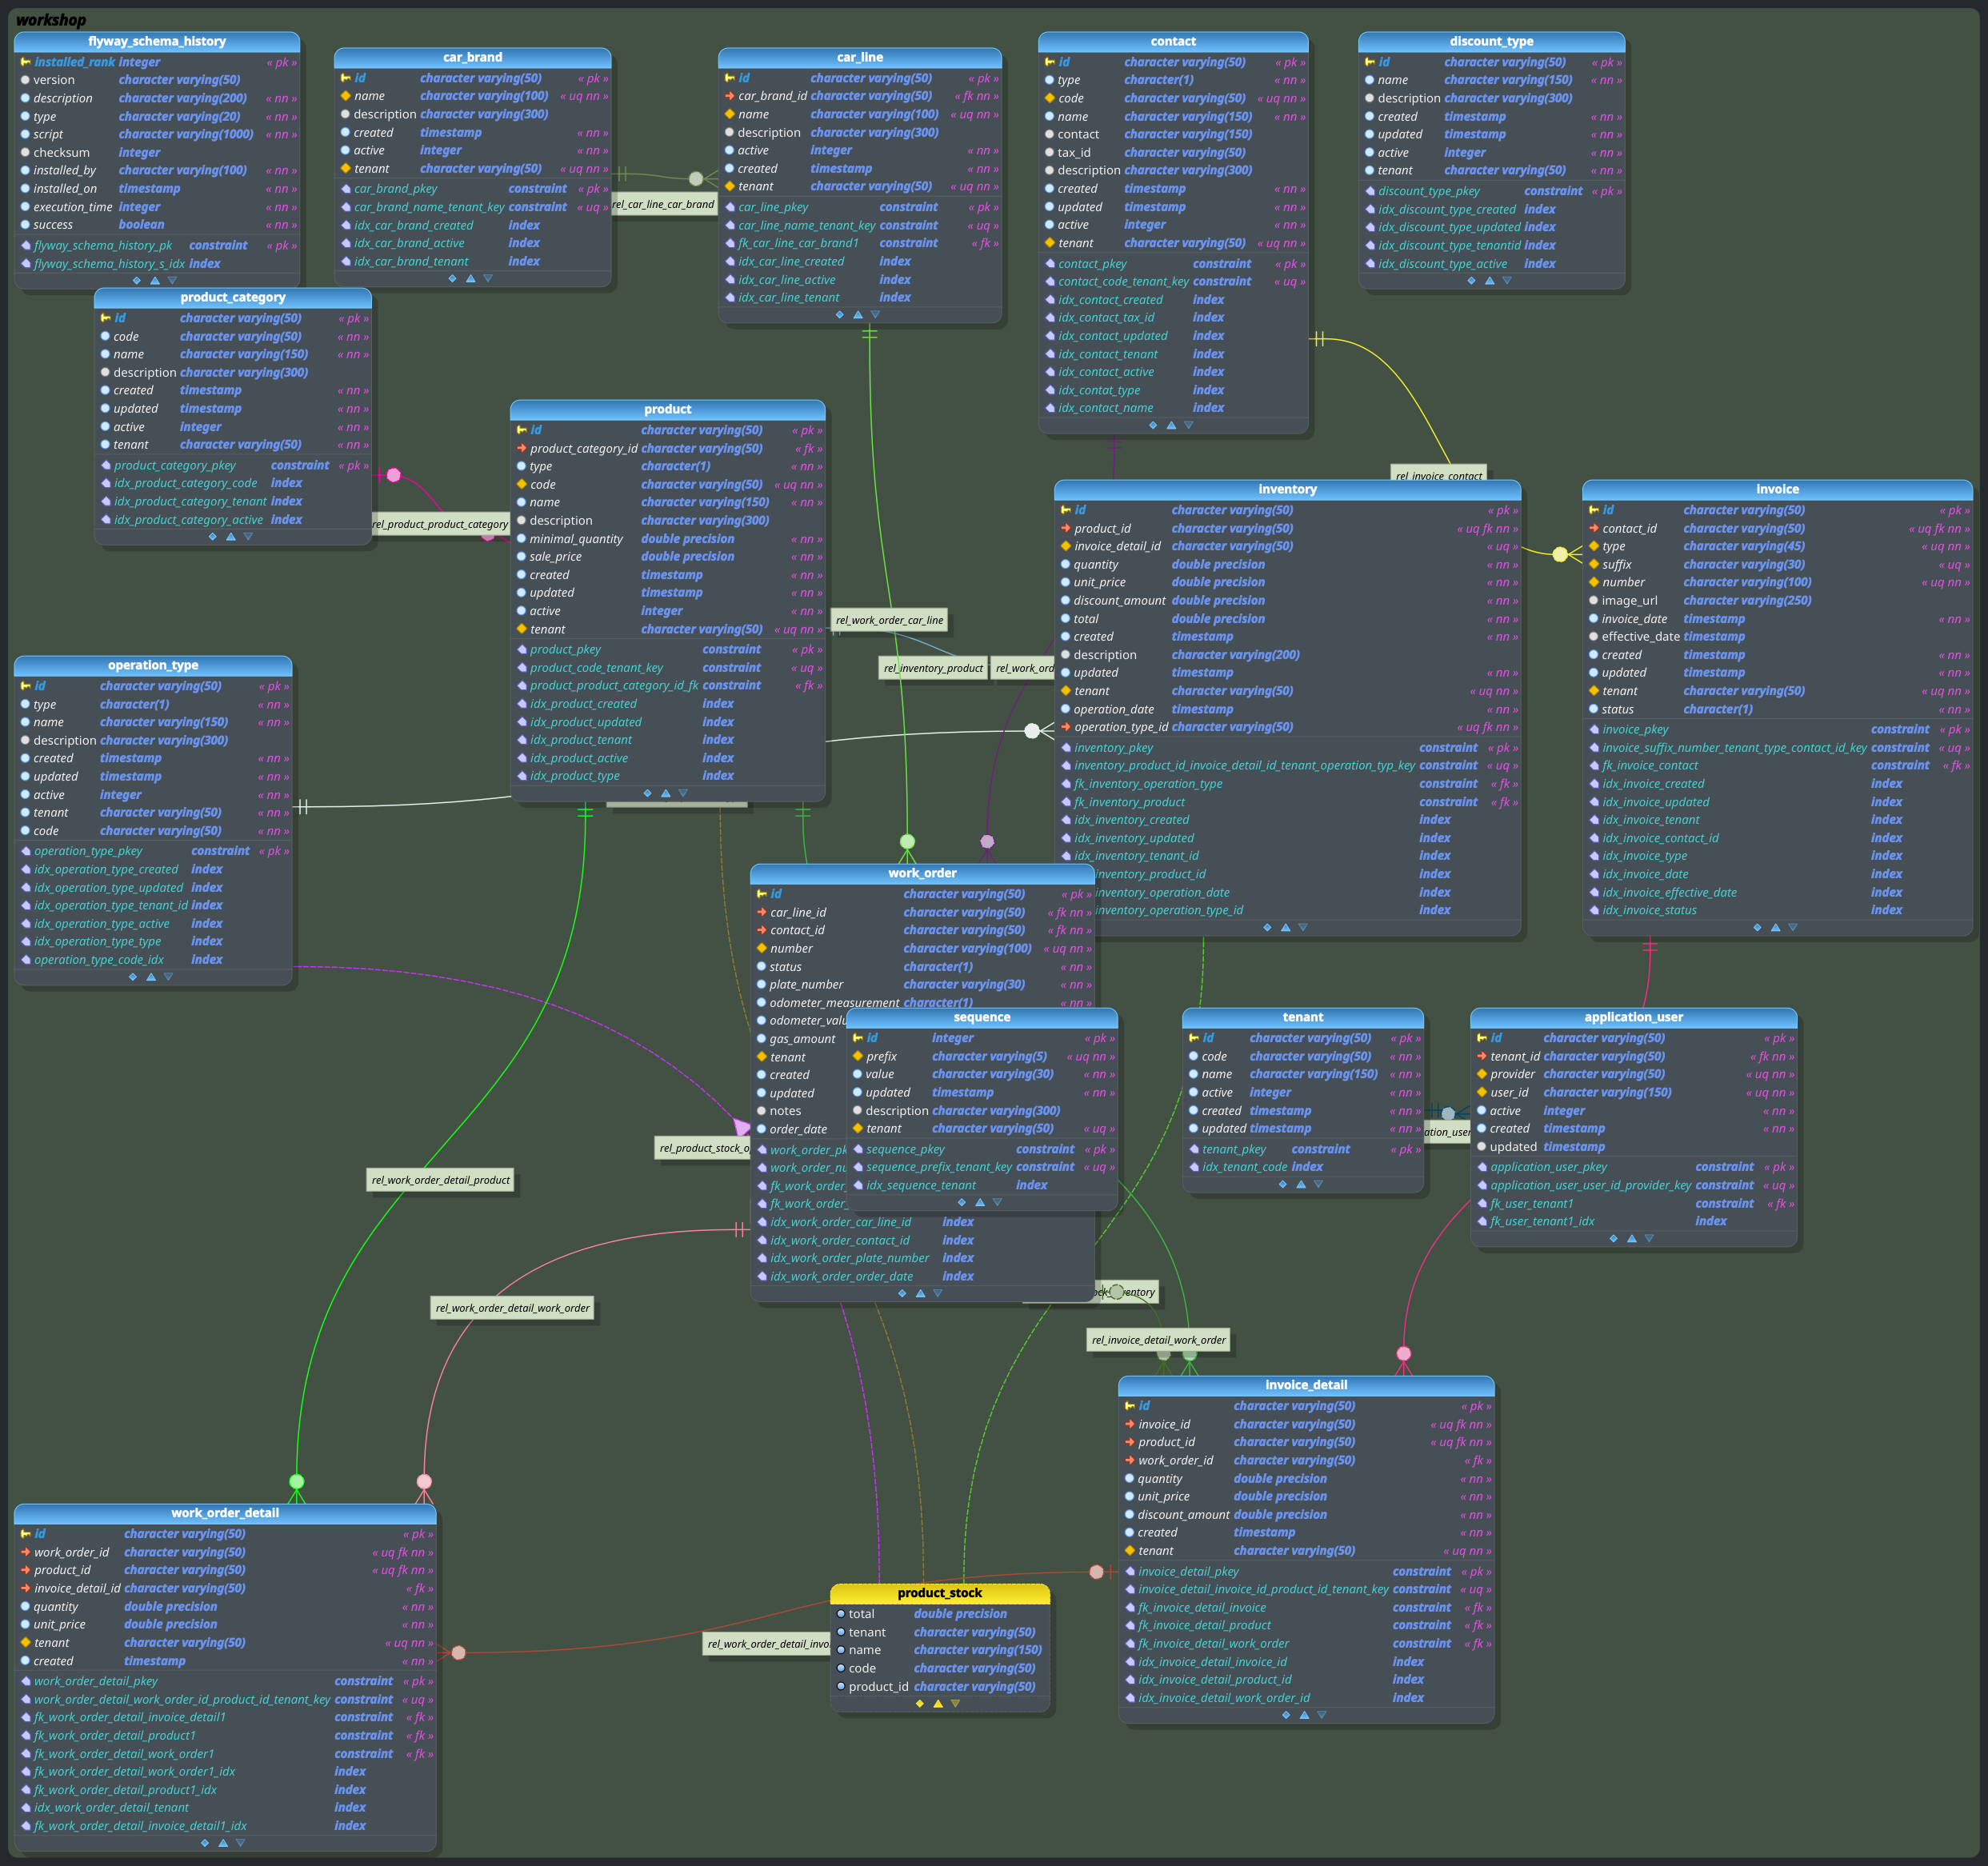 workshop
flyway_schema_history
installed_rank integer « pk »
version character varying(50)
description character varying(200) « nn »
type character varying(20) « nn »
script character varying(1000) « nn »
checksum integer
installed_by character varying(100) « nn »
installed_on timestamp « nn »
execution_time integer « nn »
success boolean « nn »
flyway_schema_history_pk constraint « pk »
flyway_schema_history_s_idx index
car_brand
id character varying(50) « pk »
name character varying(100) « uq nn »
description character varying(300)
created timestamp « nn »
active integer « nn »
tenant character varying(50) « uq nn »
car_brand_pkey constraint « pk »
car_brand_name_tenant_key constraint « uq »
idx_car_brand_created index
idx_car_brand_active index
idx_car_brand_tenant index
rel_car_line_car_brand
car_line
id character varying(50) « pk »
car_brand_id character varying(50) « fk nn »
name character varying(100) « uq nn »
description character varying(300)
active integer « nn »
created timestamp « nn »
tenant character varying(50) « uq nn »
car_line_pkey constraint « pk »
car_line_name_tenant_key constraint « uq »
fk_car_line_car_brand1 constraint « fk »
idx_car_line_created index
idx_car_line_active index
idx_car_line_tenant index
contact
id character varying(50) « pk »
type character(1) « nn »
code character varying(50) « uq nn »
name character varying(150) « nn »
contact character varying(150)
tax_id character varying(50)
description character varying(300)
created timestamp « nn »
updated timestamp « nn »
active integer « nn »
tenant character varying(50) « uq nn »
contact_pkey constraint « pk »
contact_code_tenant_key constraint « uq »
idx_contact_created index
idx_contact_tax_id index
idx_contact_updated index
idx_contact_tenant index
idx_contact_active index
idx_contat_type index
idx_contact_name index
discount_type
id character varying(50) « pk »
name character varying(150) « nn »
description character varying(300)
created timestamp « nn »
updated timestamp « nn »
active integer « nn »
tenant character varying(50) « nn »
discount_type_pkey constraint « pk »
idx_discount_type_created index
idx_discount_type_updated index
idx_discount_type_tenantid index
idx_discount_type_active index
product_category
id character varying(50) « pk »
code character varying(50) « nn »
name character varying(150) « nn »
description character varying(300)
created timestamp « nn »
updated timestamp « nn »
active integer « nn »
tenant character varying(50) « nn »
product_category_pkey constraint « pk »
idx_product_category_code index
idx_product_category_tenant index
idx_product_category_active index
rel_product_product_category
product
id character varying(50) « pk »
product_category_id character varying(50) « fk »
type character(1) « nn »
code character varying(50) « uq nn »
name character varying(150) « nn »
description character varying(300)
minimal_quantity double precision « nn »
sale_price double precision « nn »
created timestamp « nn »
updated timestamp « nn »
active integer « nn »
tenant character varying(50) « uq nn »
product_pkey constraint « pk »
product_code_tenant_key constraint « uq »
product_product_category_id_fk constraint « fk »
idx_product_created index
idx_product_updated index
idx_product_tenant index
idx_product_active index
idx_product_type index
rel_work_order_car_line
rel_inventory_product
rel_work_ord
rel_invoice_contact
inventory
id character varying(50) « pk »
product_id character varying(50) « uq fk nn »
invoice_detail_id character varying(50) « uq »
quantity double precision « nn »
unit_price double precision « nn »
discount_amount double precision « nn »
total double precision « nn »
created timestamp « nn »
description character varying(200)
updated timestamp « nn »
tenant character varying(50) « uq nn »
operation_date timestamp « nn »
operation_type_id character varying(50) « uq fk nn »
inventory_pkey constraint « pk »
inventory_product_id_invoice_detail_id_tenant_operation_typ_key constraint « uq »
fk_inventory_operation_type constraint « fk »
fk_inventory_product constraint « fk »
idx_inventory_created index
idx_inventory_updated index
idx_inventory_tenant_id index
inventory_product_id index
inventory_operation_date index
inventory_operation_type_id index
invoice
id character varying(50) « pk »
contact_id character varying(50) « uq fk nn »
type character varying(45) « uq nn »
suffix character varying(30) « uq »
number character varying(100) « uq nn »
image_url character varying(250)
invoice_date timestamp « nn »
effective_date timestamp
created timestamp « nn »
updated timestamp « nn »
tenant character varying(50) « uq nn »
status character(1) « nn »
invoice_pkey constraint « pk »
invoice_suffix_number_tenant_type_contact_id_key constraint « uq »
fk_invoice_contact constraint « fk »
idx_invoice_created index
idx_invoice_updated index
idx_invoice_tenant index
idx_invoice_contact_id index
idx_invoice_type index
idx_invoice_date index
idx_invoice_effective_date index
idx_invoice_status index
operation_type
id character varying(50) « pk »
type character(1) « nn »
name character varying(150) « nn »
description character varying(300)
created timestamp « nn »
updated timestamp « nn »
active integer « nn »
tenant character varying(50) « nn »
code character varying(50) « nn »
operation_type_pkey constraint « pk »
idx_operation_type_created index
idx_operation_type_updated index
idx_operation_type_tenant_id index
idx_operation_type_active index
idx_operation_type_type index
operation_type_code_idx index
work_order
id character varying(50) « pk »
car_line_id character varying(50) « fk nn »
contact_id character varying(50) « fk nn »
number character varying(100) « uq nn »
status character(1) « nn »
plate_number character varying(30) « nn »
odometer_measurement character(1) « nn »
odometer_valu
gas_amount
tenant
created
updated
notes
order_date
work_order_pk
work_order_nu
fk_work_order_
fk_work_order_
idx_work_order_car_line_id index
idx_work_order_contact_id index
idx_work_order_plate_number index
idx_work_order_order_date index
rel_product_stock_o
sequence
id integer « pk »
prefix character varying(5) « uq nn »
value character varying(30) « nn »
updated timestamp « nn »
description character varying(300)
tenant character varying(50) « uq »
sequence_pkey constraint « pk »
sequence_prefix_tenant_key constraint « uq »
idx_sequence_tenant index
tenant
id character varying(50) « pk »
code character varying(50) « nn »
name character varying(150) « nn »
active integer « nn »
created timestamp « nn »
updated timestamp « nn »
tenant_pkey constraint « pk »
idx_tenant_code index
ation_user
application_user
id character varying(50) « pk »
tenant_id character varying(50) « fk nn »
provider character varying(50) « uq nn »
user_id character varying(150) « uq nn »
active integer « nn »
created timestamp « nn »
updated timestamp
application_user_pkey constraint « pk »
application_user_user_id_provider_key constraint « uq »
fk_user_tenant1 constraint « fk »
fk_user_tenant1_idx index
rel_work_order_detail_product
rel_work_order_detail_work_order
rel_invoice_detail_work_order
invoice_detail
id character varying(50) « pk »
invoice_id character varying(50) « uq fk nn »
product_id character varying(50) « uq fk nn »
work_order_id character varying(50) « fk »
quantity double precision « nn »
unit_price double precision « nn »
discount_amount double precision « nn »
created timestamp « nn »
tenant character varying(50) « uq nn »
invoice_detail_pkey constraint « pk »
invoice_detail_invoice_id_product_id_tenant_key constraint « uq »
fk_invoice_detail_invoice constraint « fk »
fk_invoice_detail_product constraint « fk »
fk_invoice_detail_work_order constraint « fk »
idx_invoice_detail_invoice_id index
idx_invoice_detail_product_id index
idx_invoice_detail_work_order_id index
work_order_detail
id character varying(50) « pk »
work_order_id character varying(50) « uq fk nn »
product_id character varying(50) « uq fk nn »
invoice_detail_id character varying(50) « fk »
quantity double precision « nn »
unit_price double precision « nn »
tenant character varying(50) « uq nn »
created timestamp « nn »
work_order_detail_pkey constraint « pk »
work_order_detail_work_order_id_product_id_tenant_key constraint « uq »
fk_work_order_detail_invoice_detail1 constraint « fk »
fk_work_order_detail_product1 constraint « fk »
fk_work_order_detail_work_order1 constraint « fk »
fk_work_order_detail_work_order1_idx index
fk_work_order_detail_product1_idx index
idx_work_order_detail_tenant index
fk_work_order_detail_invoice_detail1_idx index
rel_work_order_detail_invo
product_stock
total double precision
tenant character varying(50)
name character varying(150)
code character varying(50)
product_id character varying(50)